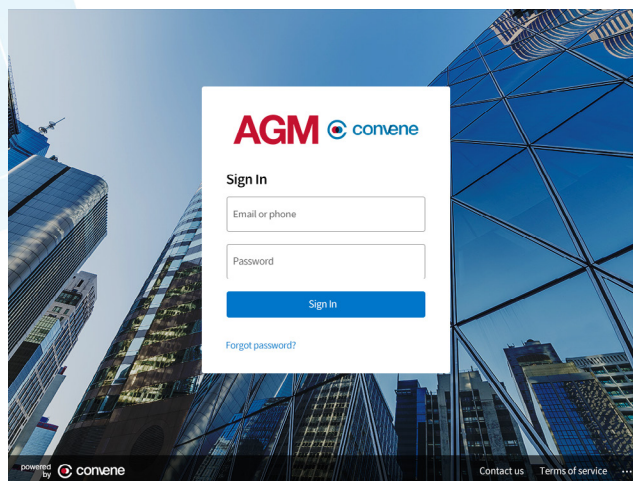 AGM convene
Sign In
Email or phone
Password
Sign In
Forgot password?
powered by convene
Contact us Terms of service ...